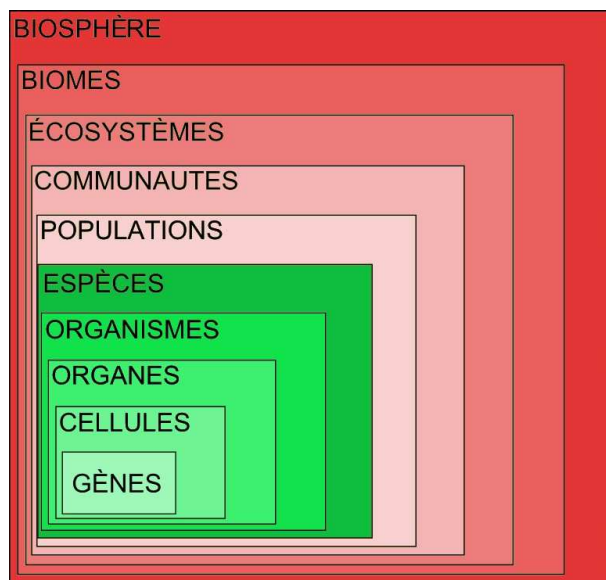 BIOSPHÈRE
BIOMES
ÉCOSYSTÈMES
COMMUNAUTES
POPULATIONS
ESPÈCES
ORGANISMES
ORGANES
CELLULES
GÈNES